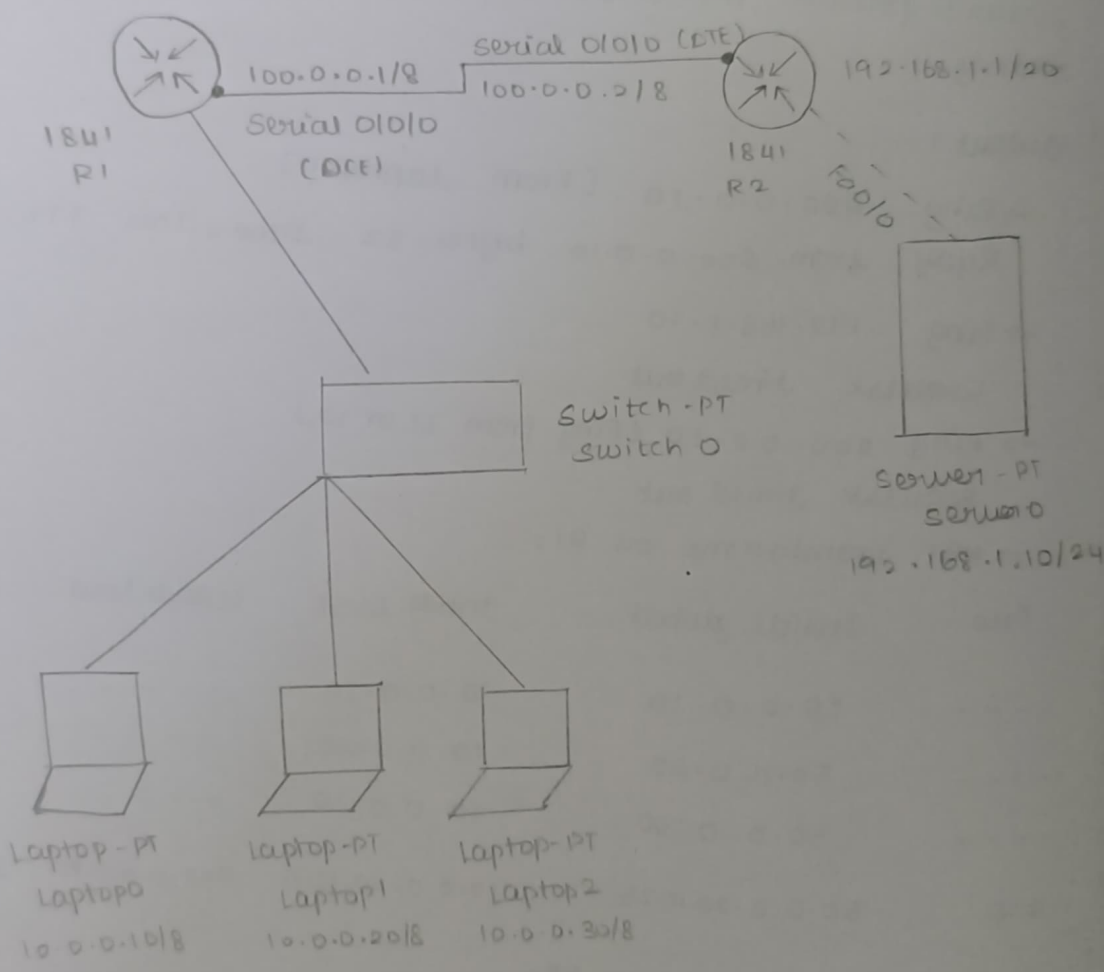 serial 0/0/0 (DTE)
100.0.0.1/8
100.0.0.2/8
192.168.1.1/20
serial 0/0/0
(DCE)
1841
R1
1841
R2
fa0/0
switch-PT
switch 0
server-PT
server0
192.168.1.10/24
Laptop-PT
Laptop0
10.0.0.10/8
Laptop-PT
Laptop1
10.0.0.20/8
Laptop-PT
Laptop2
10.0.0.30/8